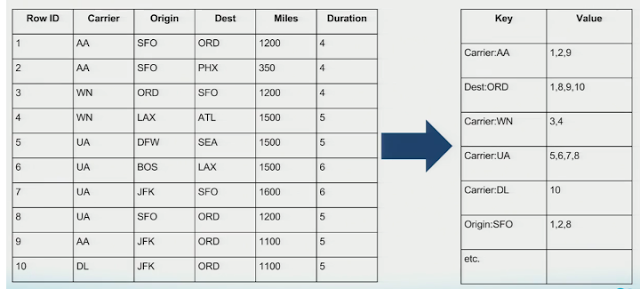 Row ID Carrier Origin Dest Miles Duration
1 AA SFO ORD 1200 4
2 AA SFO PHX 350 4
3 WN ORD SFO 1200 4
4 WN LAX ATL 1500 5
5 UA DFW SEA 1500 5
6 UA BOS LAX 1500 6
7 UA JFK SFO 1600 6
8 UA SFO ORD 1200 5
9 AA JFK ORD 1100 5
10 DL JFK ORD 1100 5
Key Value
Carrier:AA 1,2,9
Dest:ORD 1,8,9,10
Carrier:WN 3,4
Carrier:UA 5,6,7,8
Carrier:DL 10
Origin:SFO 1,2,8
etc.